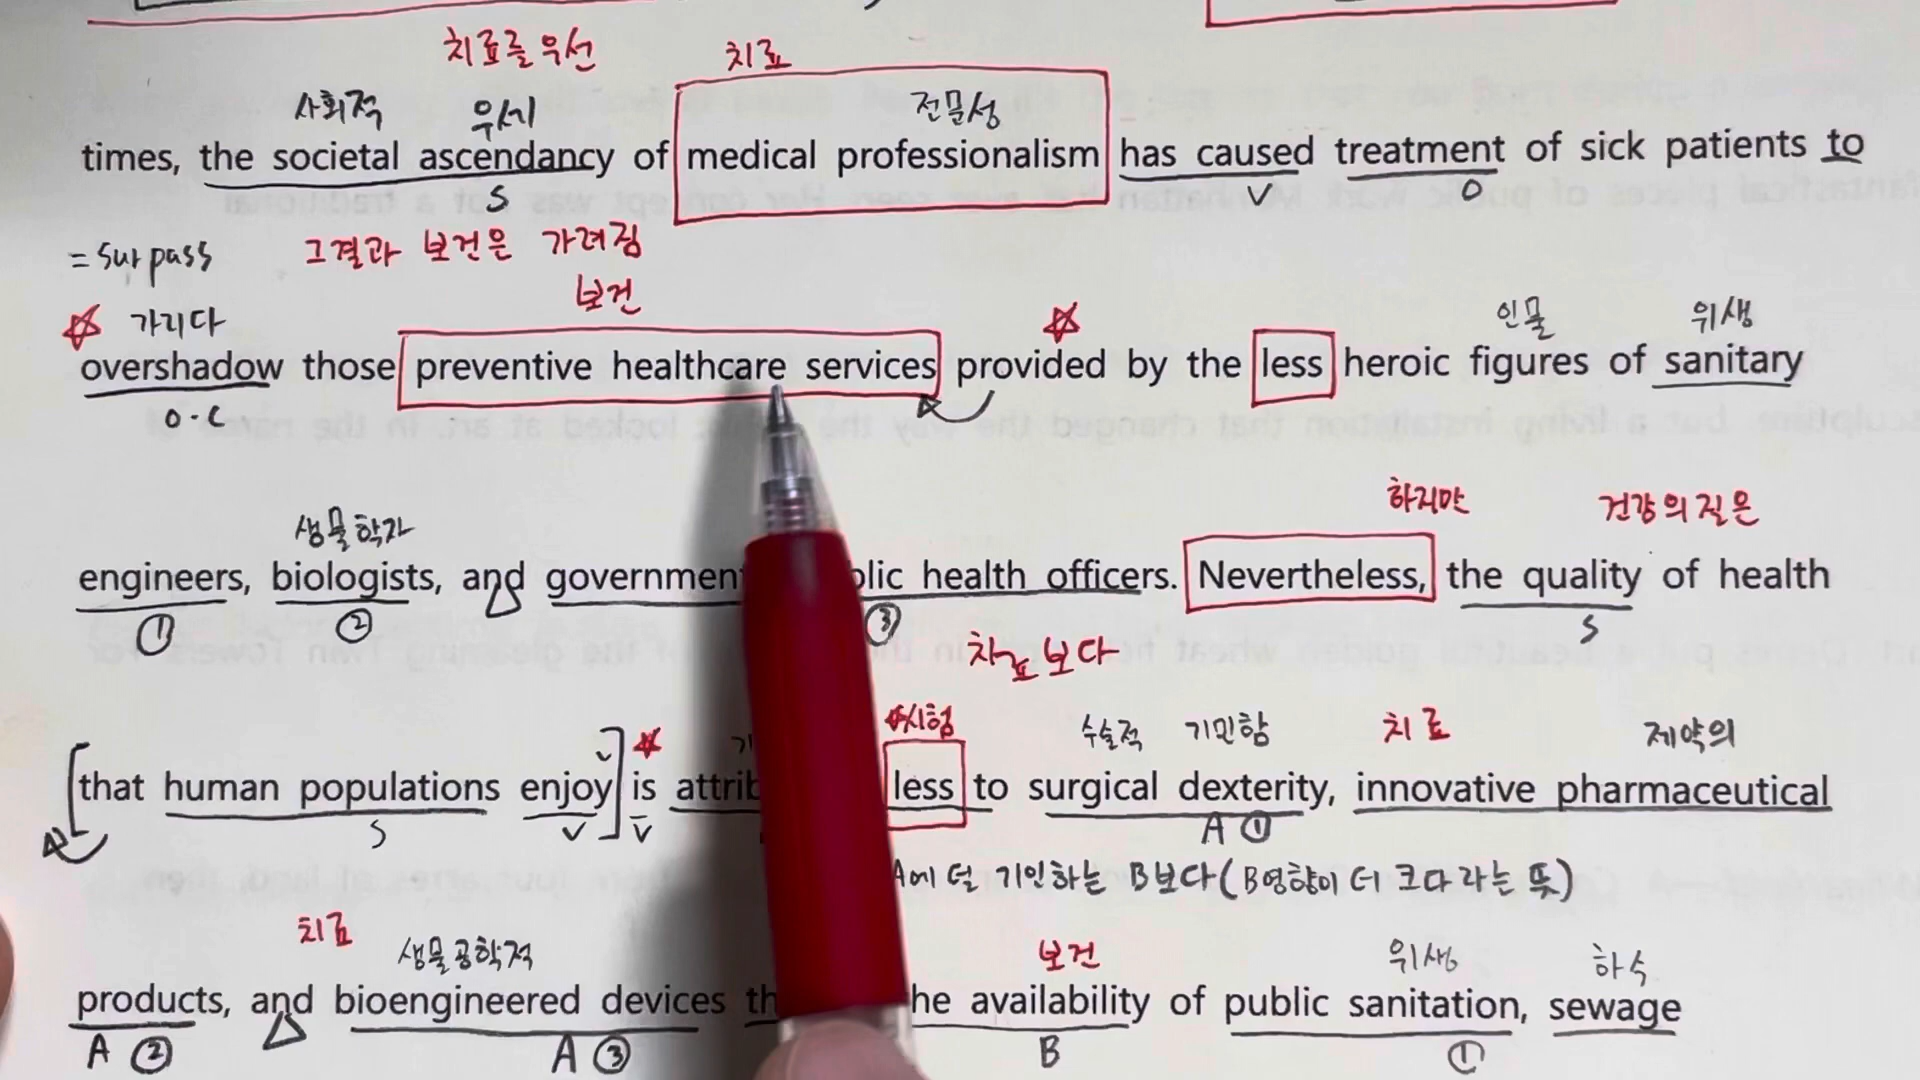 치료를 우선 치료
사회적 우세 전문성
times, the societal ascendancy of medical professionalism has caused treatment of sick patients to
S V O
= surpass 그결과 보건은 가려짐
보건
☆ 가리다 ☆ 인물 위생
overshadow those preventive healthcare services provided by the less heroic figures of sanitary
O·C
생물학자 하지만 건강의 질은
engineers, biologists, and government health officers. Nevertheless, the quality of health
① ② ③ S
치료보다
시험 수술적 기민함 치료 제약의
that human populations enjoy is less to surgical dexterity, innovative pharmaceutical
S V V A ①
A에 덜 기인하는 B보다 (B영향이 더 크다라는 뜻)
치료 생물공학적 보건 위생 하수
products, and bioengineered devices availability of public sanitation, sewage
A ② A ③ B ①